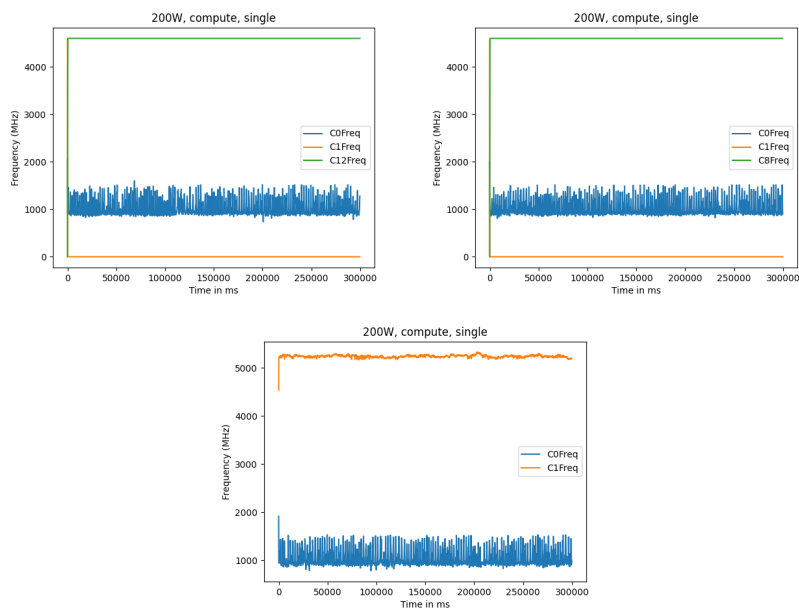 200W, compute, single
Frequency (MHz)
4000
3000
2000
1000
0
C0Freq
C1Freq
C12Freq
0 50000 100000 150000 200000 250000 300000
Time in ms
200W, compute, single
Frequency (MHz)
4000
3000
2000
1000
0
C0Freq
C1Freq
C8Freq
0 50000 100000 150000 200000 250000 300000
Time in ms
200W, compute, single
Frequency (MHz)
5000
4000
3000
2000
1000
C0Freq
C1Freq
0 50000 100000 150000 200000 250000 300000
Time in ms